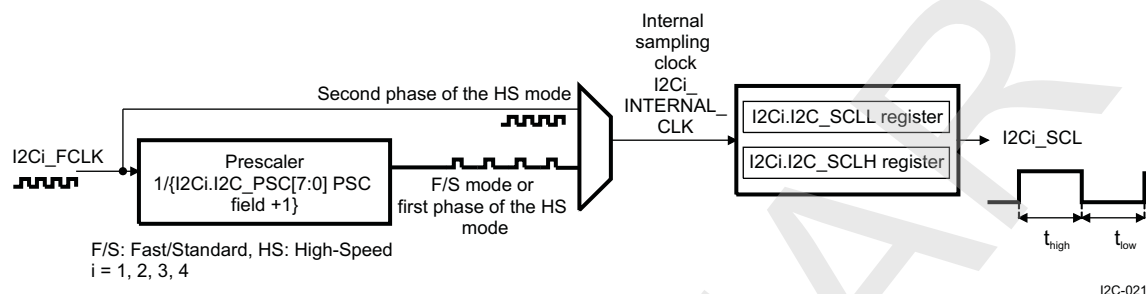 Internal
sampling
clock
I2Ci_
INTERNAL_
CLK
Second phase of the HS mode
I2Ci_FCLK
Prescaler
1/{I2Ci.I2C_PSC[7:0] PSC
field +1}
F/S mode or
first phase of the HS
mode
I2Ci.I2C_SCLL register
I2Ci.I2C_SCLH register
I2Ci_SCL
thigh
tlow
F/S: Fast/Standard, HS: High-Speed
i = 1, 2, 3, 4
I2C-021